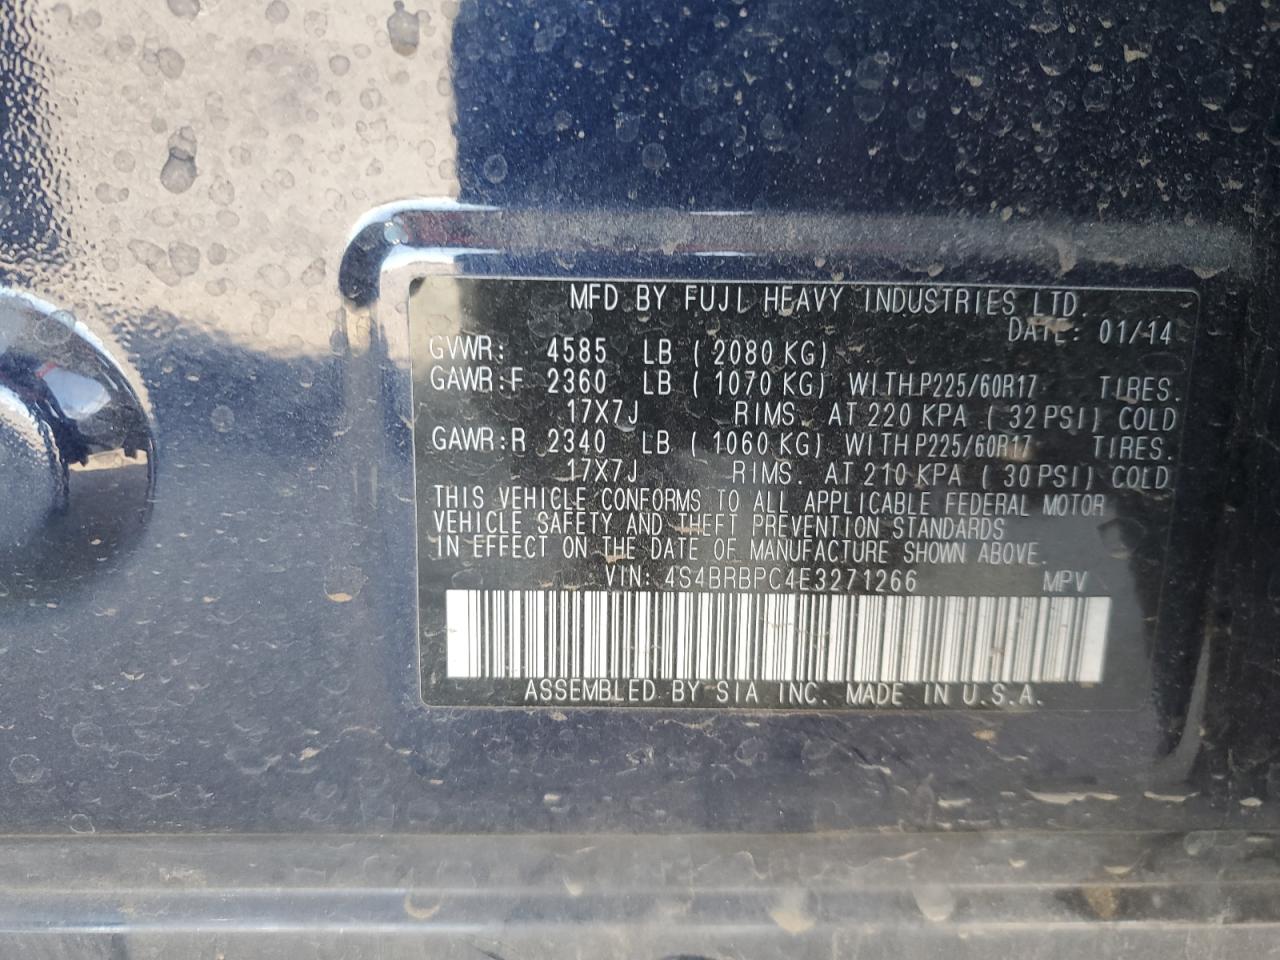 MFD BY FUJI HEAVY INDUSTRIES LTD.
DATE: 01/14
GVWR: 4585 LB (2080 KG)
GAWR:F 2360 LB (1070 KG) WITH P225/60R17 TIRES.
17X7J RIMS. AT 220 KPA (32 PSI) COLD
GAWR:R 2340 LB (1060 KG) WITH P225/60R17 TIRES.
17X7J RIMS. AT 210 KPA (30 PSI) COLD
THIS VEHICLE CONFORMS TO ALL APPLICABLE FEDERAL MOTOR
VEHICLE SAFETY AND THEFT PREVENTION STANDARDS
IN EFFECT ON THE DATE OF MANUFACTURE SHOWN ABOVE.
VIN: 4S4BRBPC4E3271266 MPV
ASSEMBLED BY SIA INC. MADE IN U.S.A.